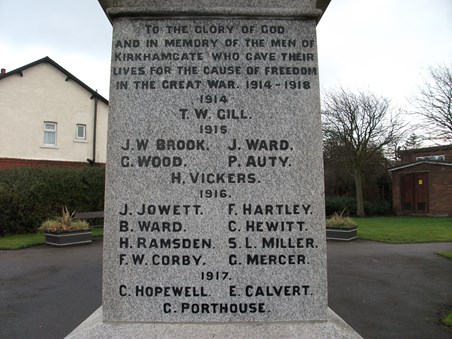 TO THE GLORY OF GOD
AND IN MEMORY OF THE MEN OF
KIRKHAMGATE WHO GAVE THEIR
LIVES FOR THE CAUSE OF FREEDOM
IN THE GREAT WAR. 1914-1918
1914
T. W. GILL.
1915
J. W BROOK. J. WARD.
G. WOOD. P. AUTY.
H. VICKERS.
1916.
J. JOWETT. F. HARTLEY.
B. WARD. C. HEWITT.
H. RAMSDEN. S. L. MILLER.
F. W. CORBY. G. MERCER.
1917.
C. HOPEWELL. E. CALVERT.
G. PORTHOUSE.